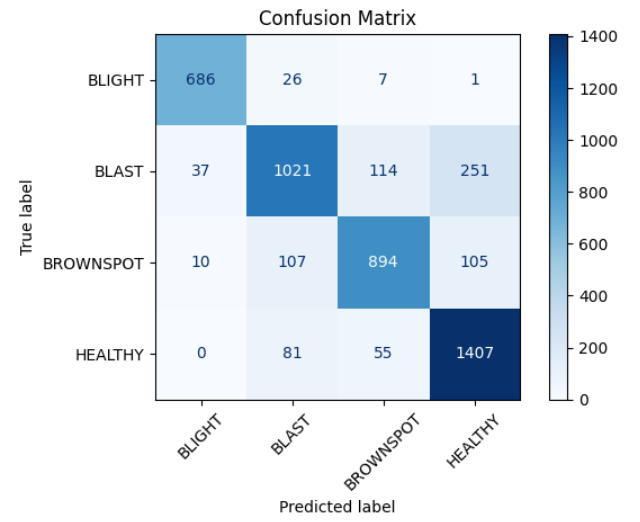 Confusion Matrix
True label
BLIGHT 686 26 7 1
BLAST 37 1021 114 251
BROWNSPOT 10 107 894 105
HEALTHY 0 81 55 1407
BLIGHT BLAST BROWNSPOT HEALTHY
Predicted label
1400
1200
1000
800
600
400
200
0